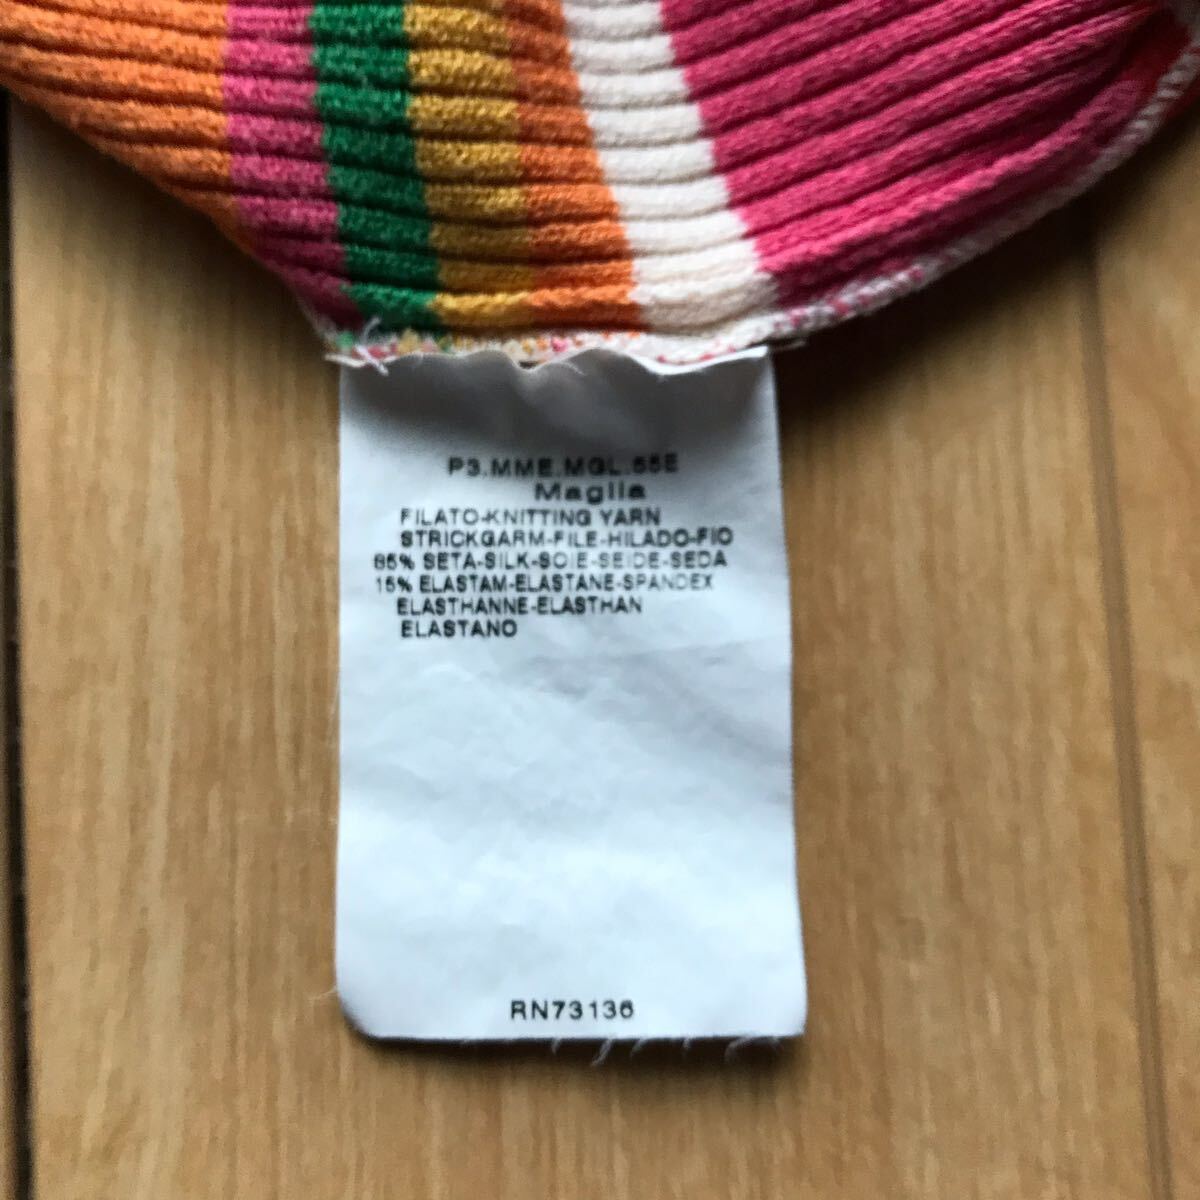 P3.MME.MGL.55E
Maglia
FILATO-KNITTING YARN
STRICKGARM-FILE-HILADO-FIO
85% SETA-SILK-SOIE-SEIDE-SEDA
15% ELASTAM-ELASTANE-SPANDEX
ELASTHANNE-ELASTHAN
ELASTANO
RN73136